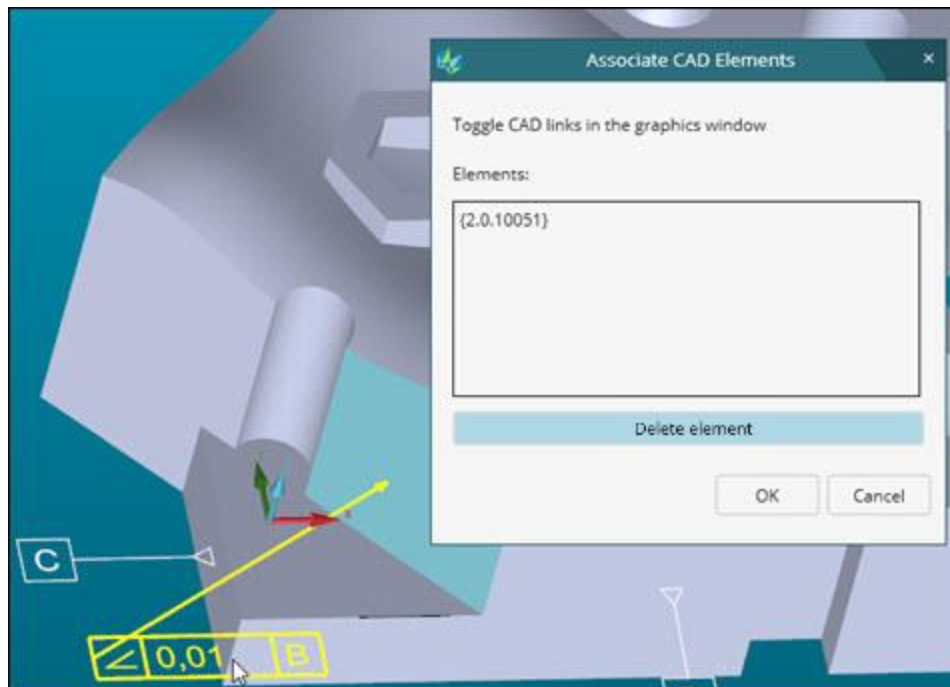 Associate CAD Elements
Toggle CAD links in the graphics window
Elements:
{2.0.10051}
Delete element
OK
Cancel
C
∠ 0,01 B